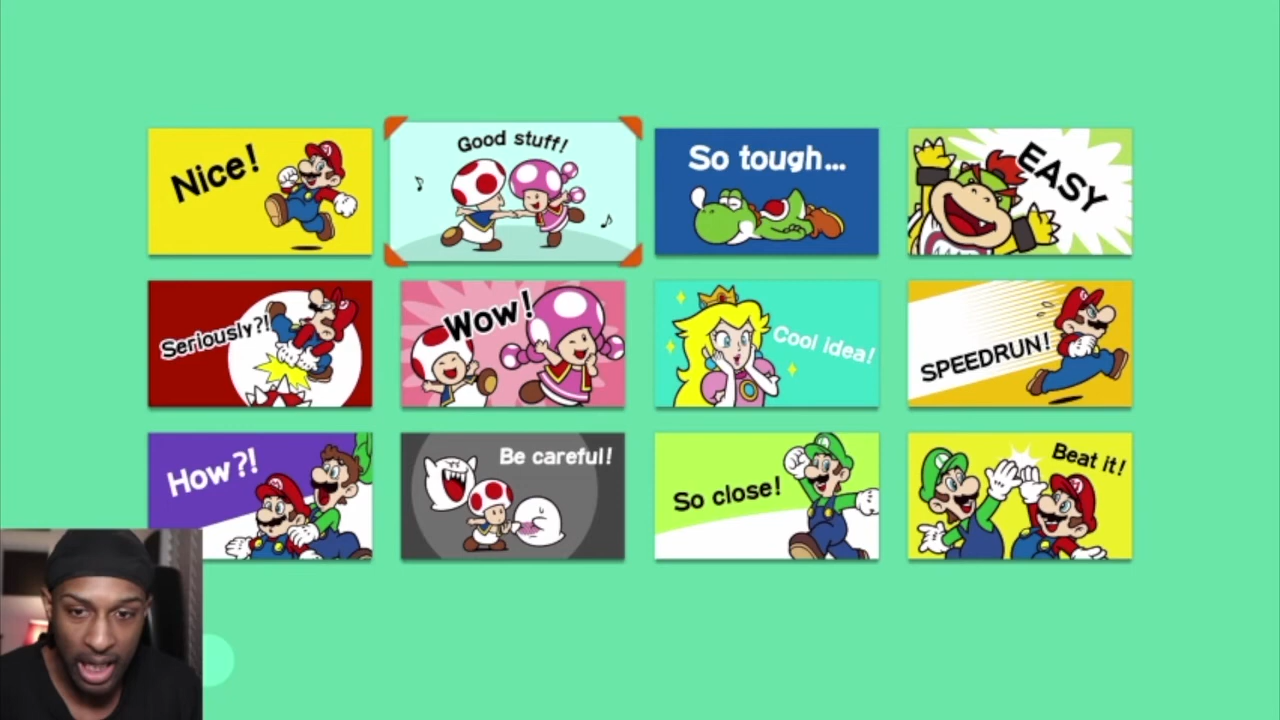 Nice!
Good stuff!
So tough...
EASY
Seriously?!
Wow!
Cool idea!
SPEEDRUN!
How?!
Be careful!
So close!
Beat it!